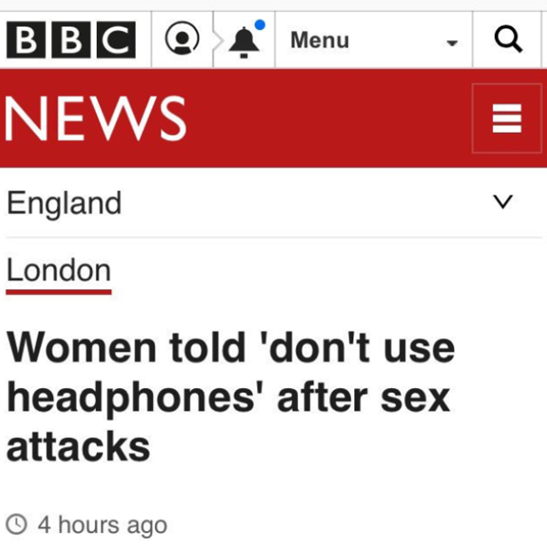 BBC Menu
NEWS
England
London
Women told 'don't use
headphones' after sex
attacks
4 hours ago